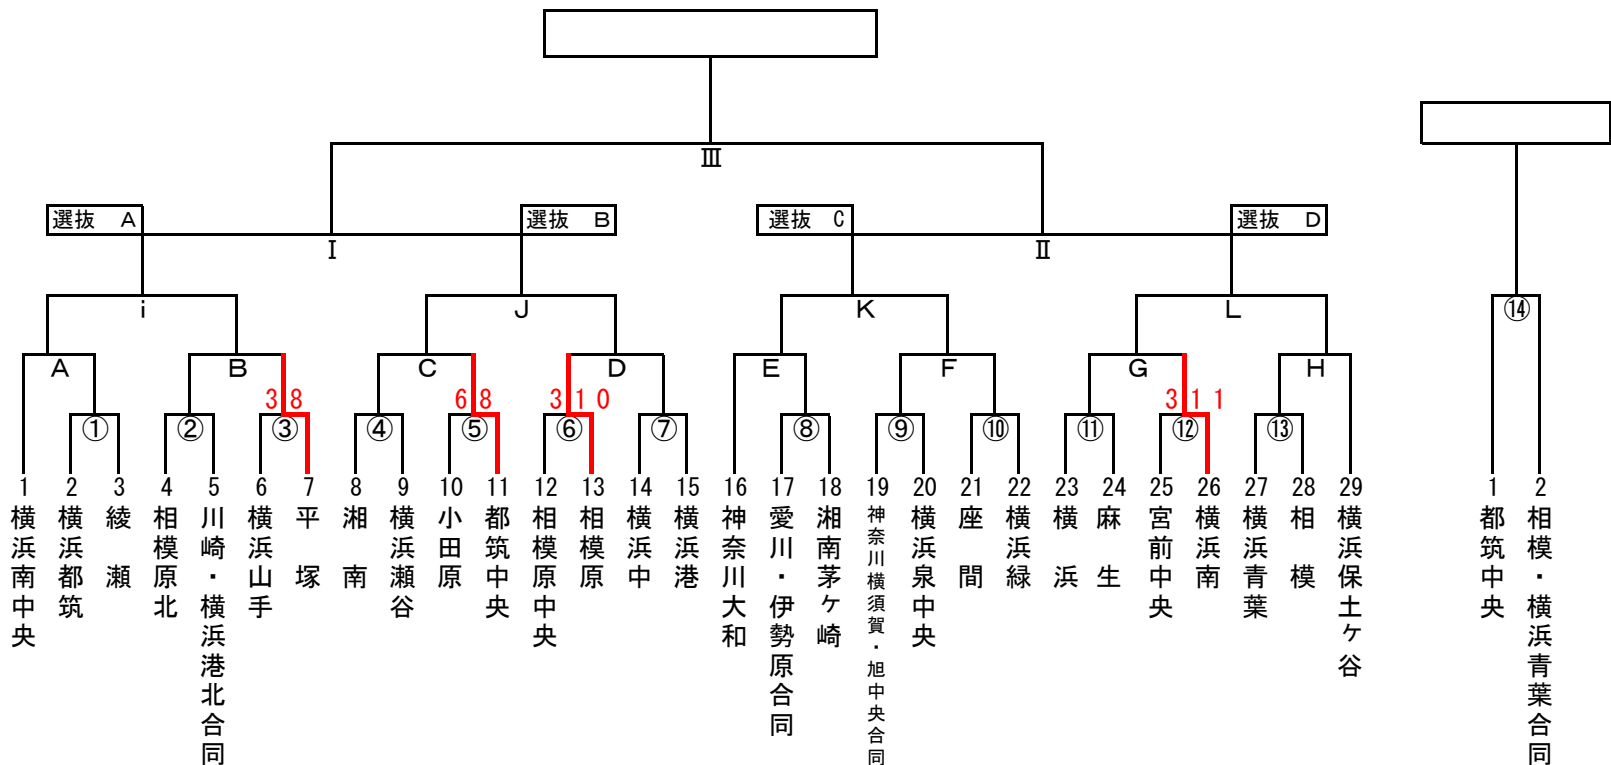 Ⅲ
選抜 A
選抜 B
選抜 C
選抜 D
Ⅰ
Ⅱ
i
J
K
L
⑭
A
B
C
D
E
F
G
H
3 8
6 8
3 1 0
3 1 1
①
②
③
④
⑤
⑥
⑦
⑧
⑨
⑩
⑪
⑫
⑬
1 横浜南中央
2 横浜都筑
3 綾瀬
4 相模原北
5 川崎・横浜港北合同
6 横浜山手
7 平塚
8 湘南
9 横浜瀬谷
10 小田原
11 都筑中央
12 相模原中央
13 相模原
14 横浜中
15 横浜港
16 神奈川大和
17 愛川・伊勢原合同
18 湘南茅ケ崎
19 神奈川横須賀・旭中央合同
20 横浜泉中央
21 座間
22 横浜緑
23 横浜
24 麻生
25 宮前中央
26 横浜南
27 横浜青葉
28 相模
29 横浜保土ケ谷
1 都筑中央
2 相模・横浜青葉合同